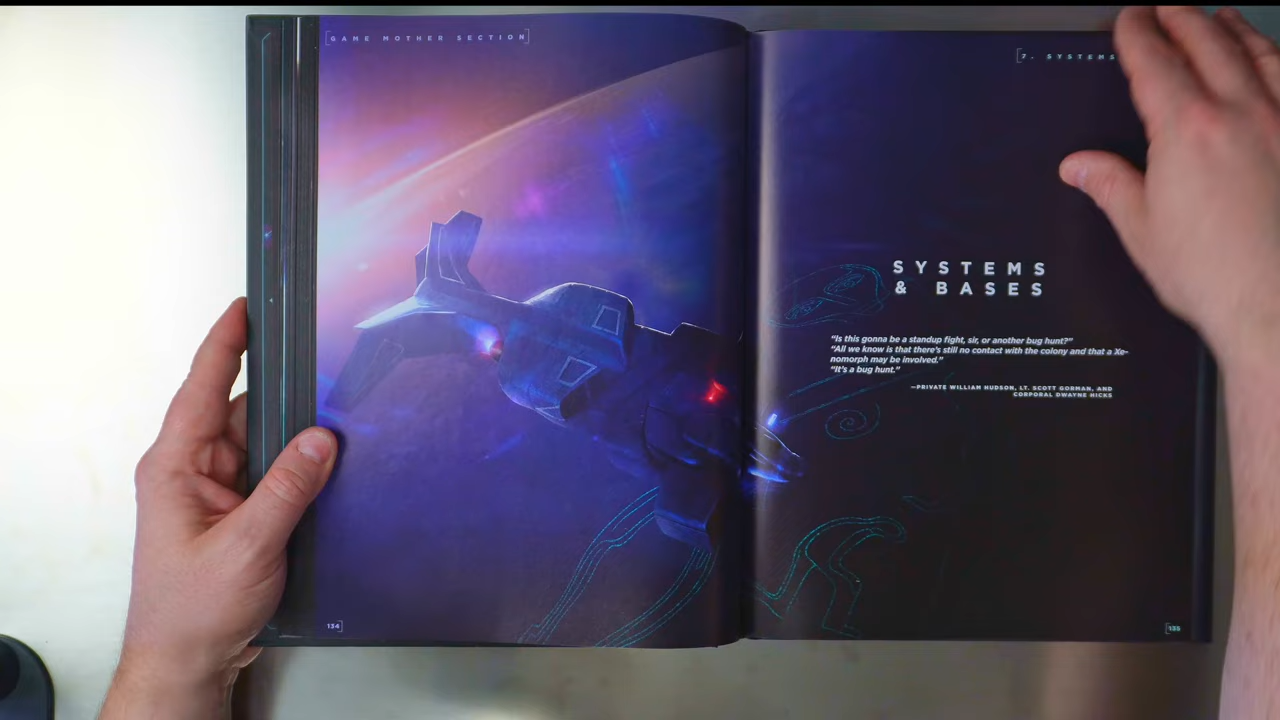 [GAME MOTHER SECTION]
[7. SYSTEMS
SYSTEMS
& BASES
“Is this gonna be a standup fight, sir, or another bug hunt?”
“All we know is that there’s still no contact with the colony and that a Xe-
nomorph may be involved.”
“It’s a bug hunt.”
—PRIVATE WILLIAM HUDSON, LT. SCOTT GORMAN, AND
CORPORAL DWAYNE HICKS
134]
[135